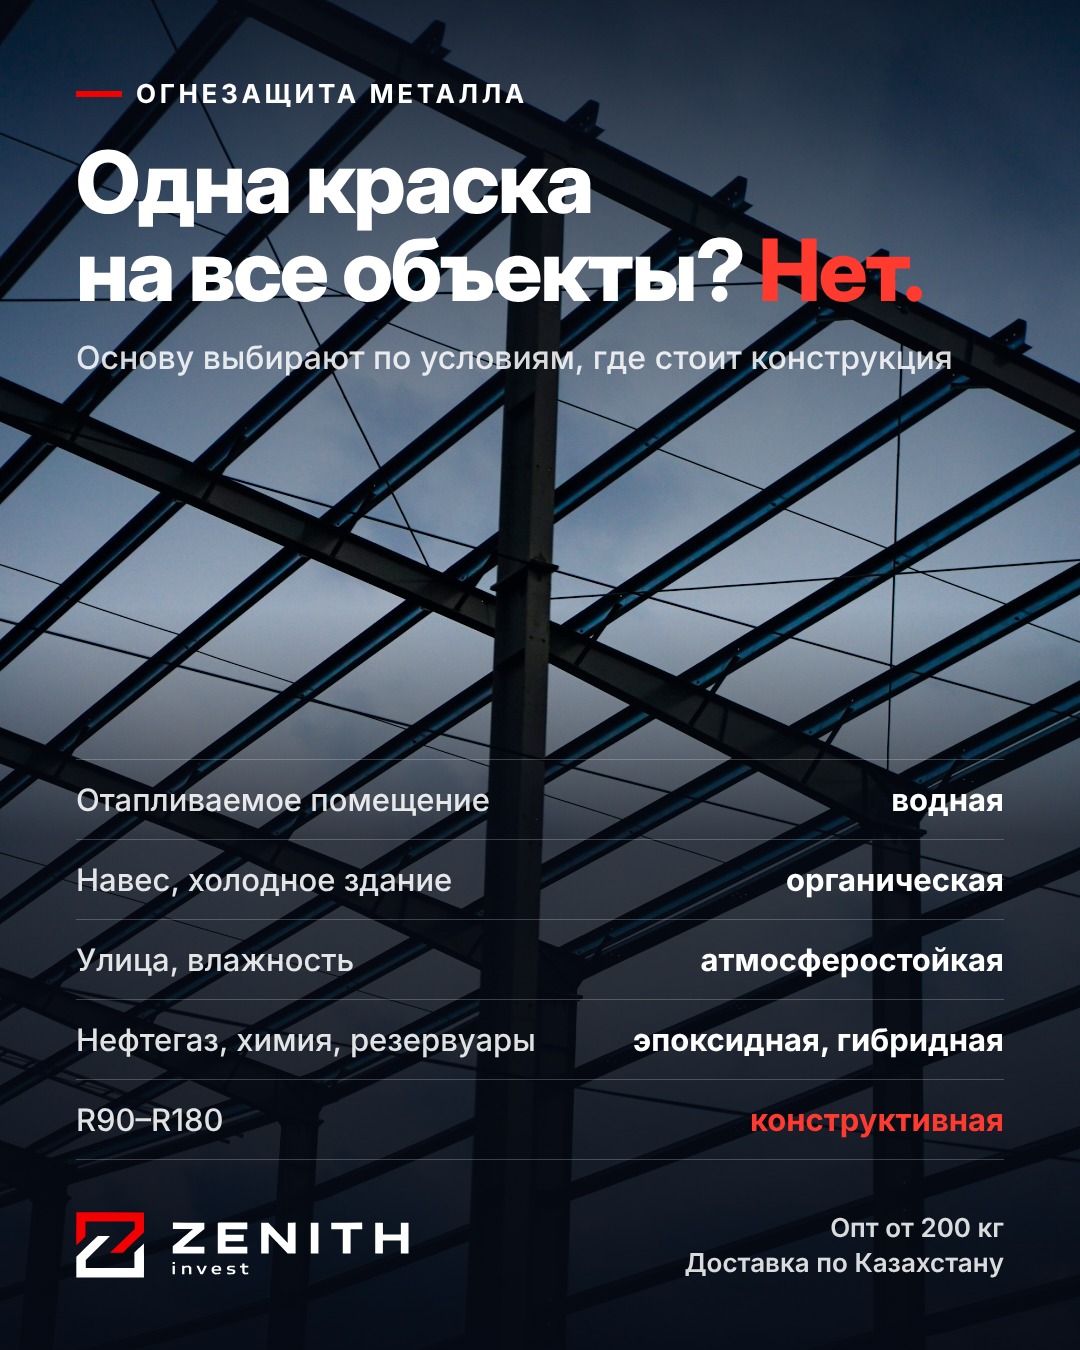 ОГНЕЗАЩИТА МЕТАЛЛА
Одна краска
на все объекты? Нет.
Основу выбирают по условиям, где стоит конструкция
Отапливаемое помещение водная
Навес, холодное здание органическая
Улица, влажность атмосферостойкая
Нефтегаз, химия, резервуары эпоксидная, гибридная
R90–R180 конструктивная
ZENITH
invest
Опт от 200 кг
Доставка по Казахстану